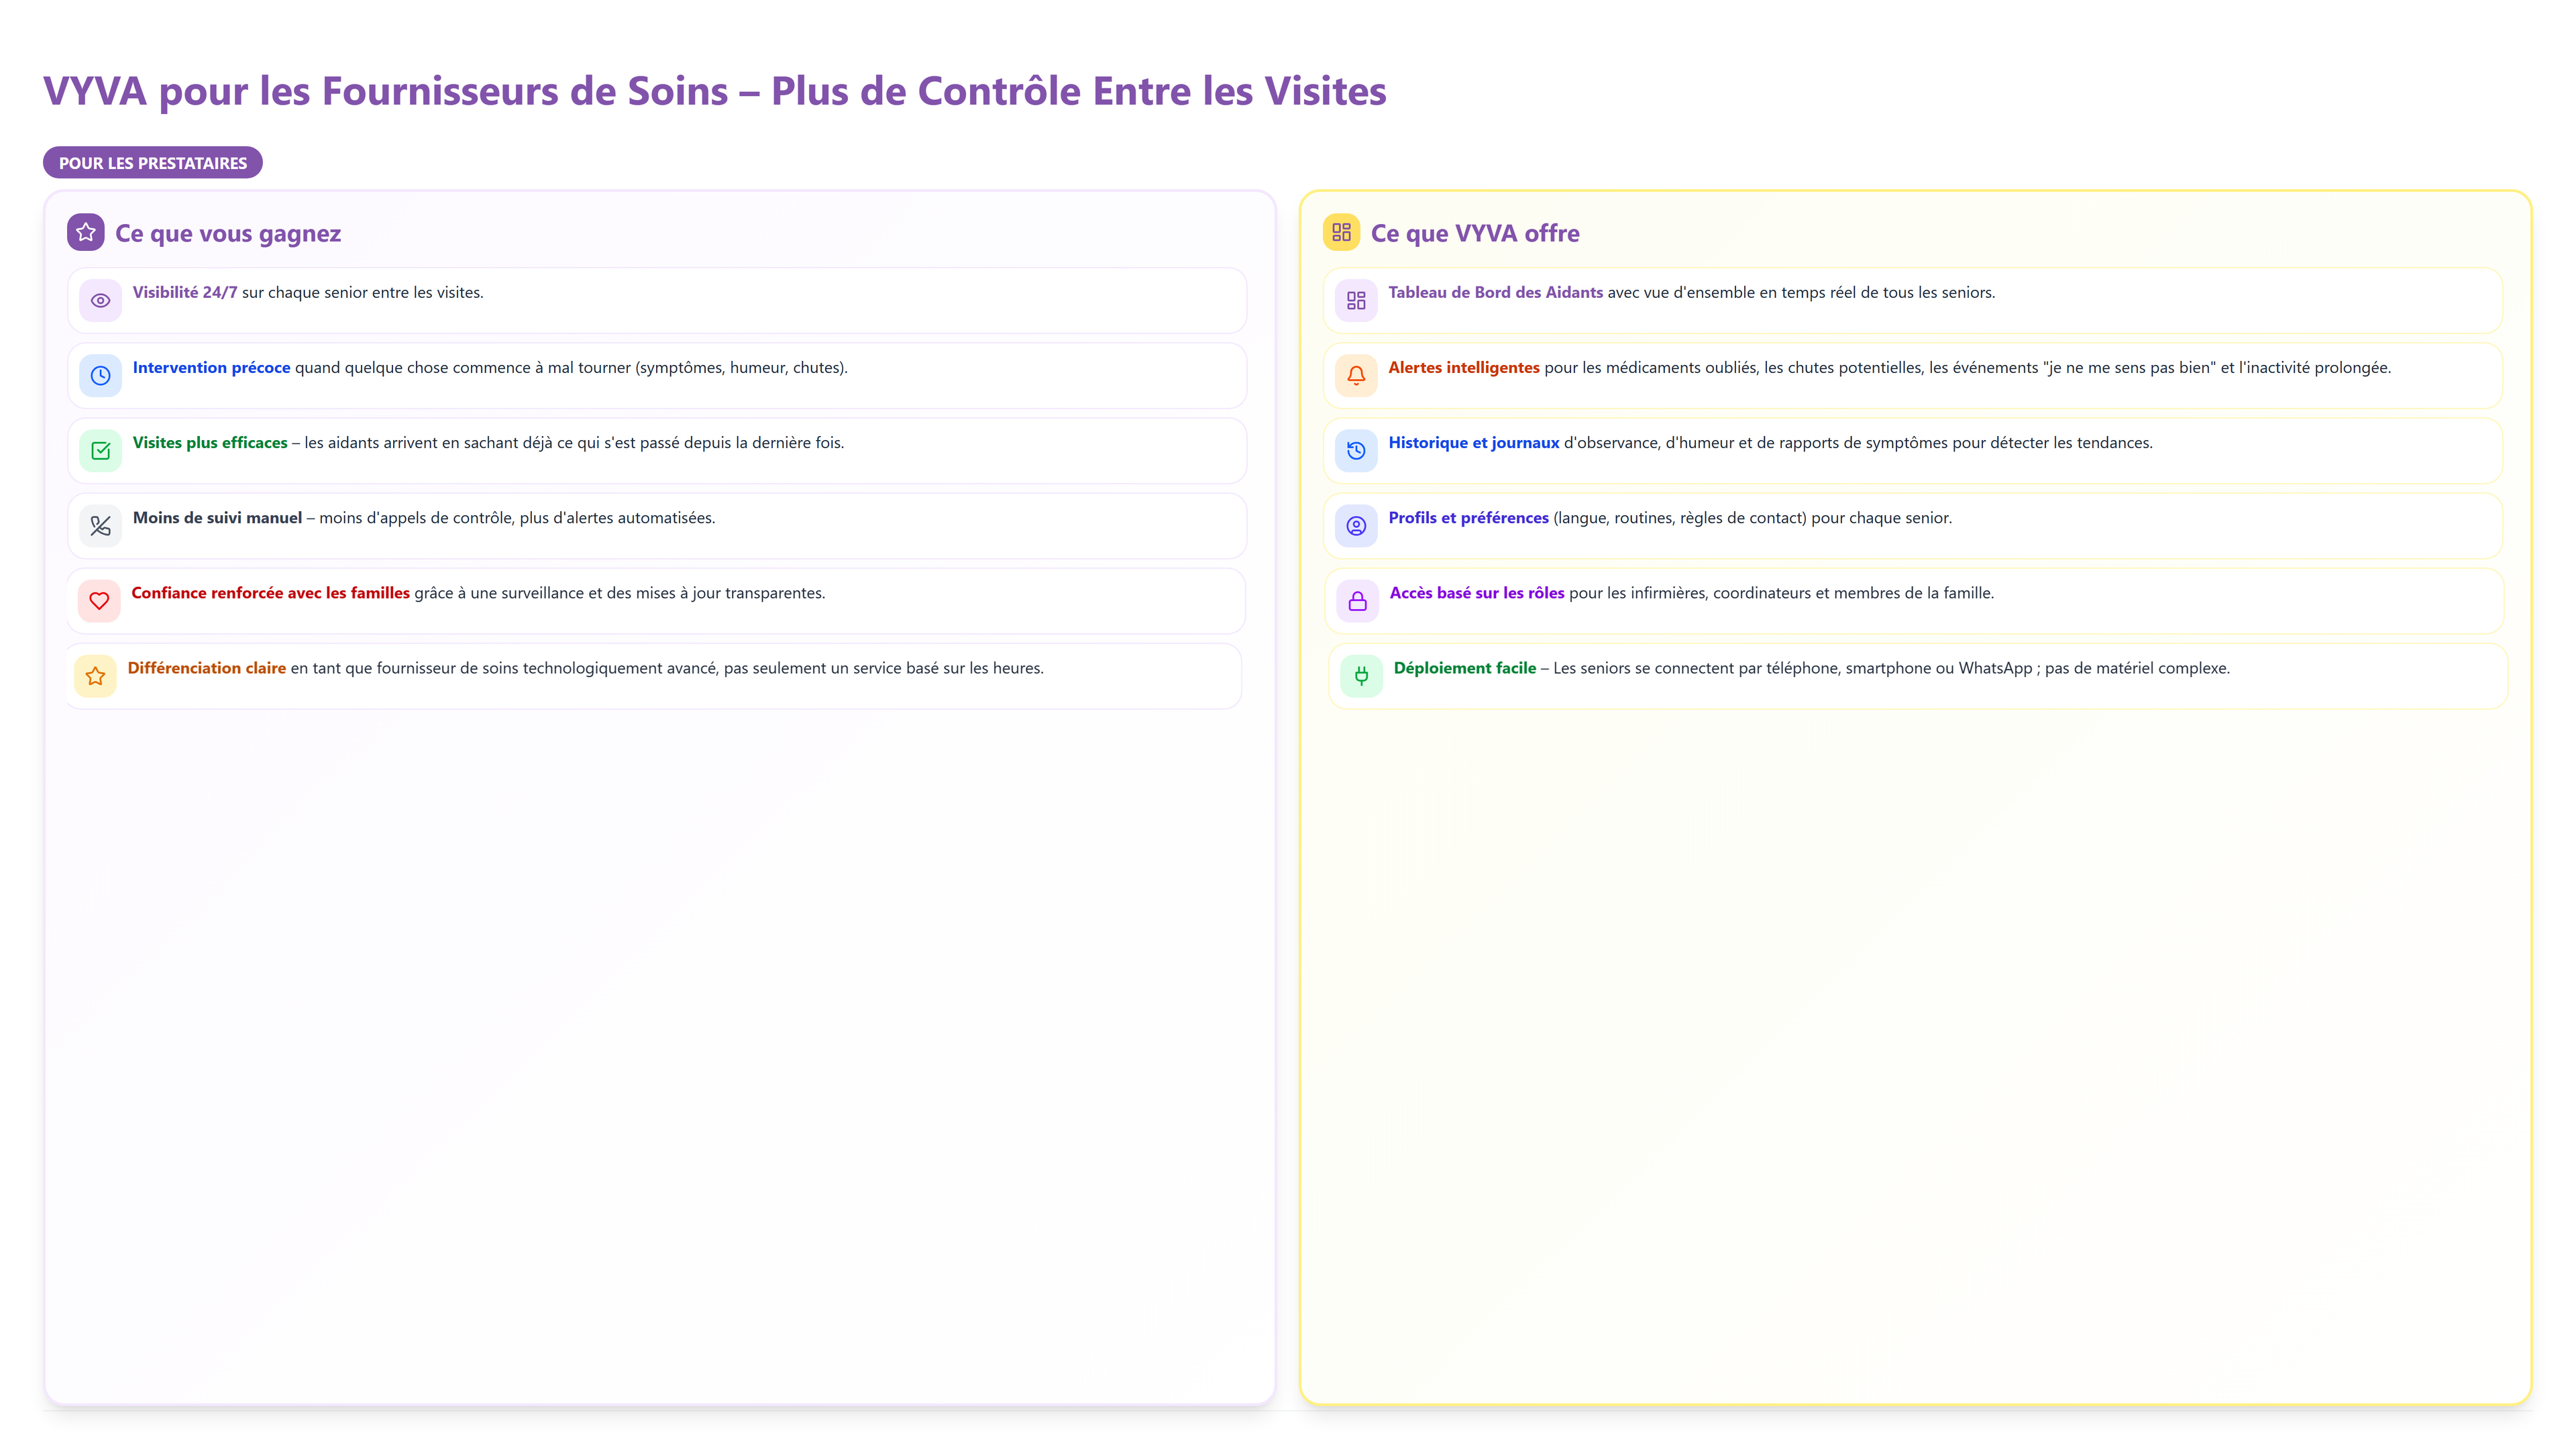 VYVA pour les Fournisseurs de Soins – Plus de Contrôle Entre les Visites
POUR LES PRESTATAIRES
Ce que vous gagnez
Visibilité 24/7 sur chaque senior entre les visites.
Intervention précoce quand quelque chose commence à mal tourner (symptômes, humeur, chutes).
Visites plus efficaces – les aidants arrivent en sachant déjà ce qui s'est passé depuis la dernière fois.
Moins de suivi manuel – moins d'appels de contrôle, plus d'alertes automatisées.
Confiance renforcée avec les familles grâce à une surveillance et des mises à jour transparentes.
Différenciation claire en tant que fournisseur de soins technologiquement avancé, pas seulement un service basé sur les heures.
Ce que VYVA offre
Tableau de Bord des Aidants avec vue d'ensemble en temps réel de tous les seniors.
Alertes intelligentes pour les médicaments oubliés, les chutes potentielles, les événements "je ne me sens pas bien" et l'inactivité prolongée.
Historique et journaux d'observance, d'humeur et de rapports de symptômes pour détecter les tendances.
Profils et préférences (langue, routines, règles de contact) pour chaque senior.
Accès basé sur les rôles pour les infirmières, coordinateurs et membres de la famille.
Déploiement facile – Les seniors se connectent par téléphone, smartphone ou WhatsApp ; pas de matériel complexe.